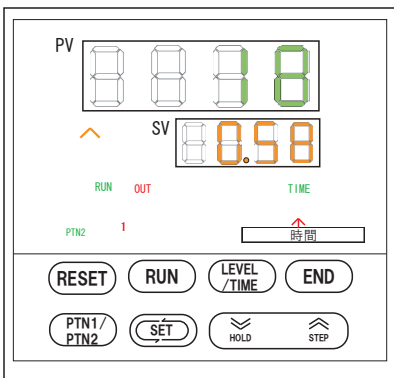 PV
18
SV
0.58
RUN OUT TIME
PTN2 1
時間
RESET RUN LEVEL/TIME END
PTN1/PTN2 SET HOLD STEP